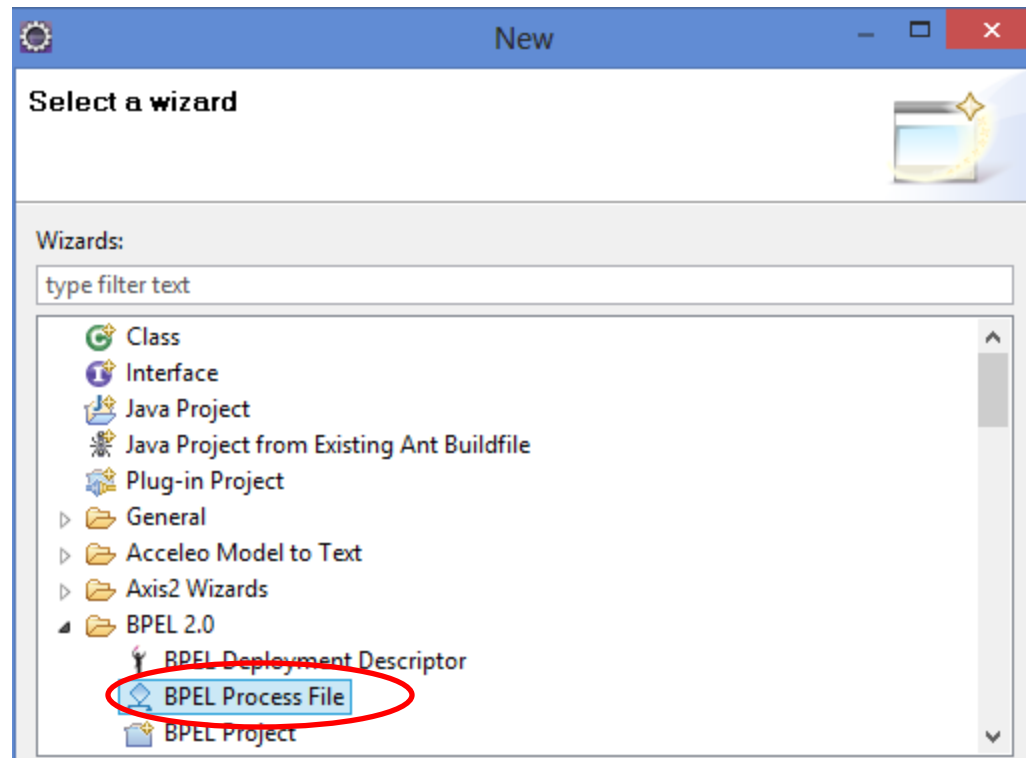 New
Select a wizard
Wizards:
type filter text
Class
Interface
Java Project
Java Project from Existing Ant Buildfile
Plug-in Project
General
Acceleo Model to Text
Axis2 Wizards
BPEL 2.0
BPEL Deployment Descriptor
BPEL Process File
BPEL Project